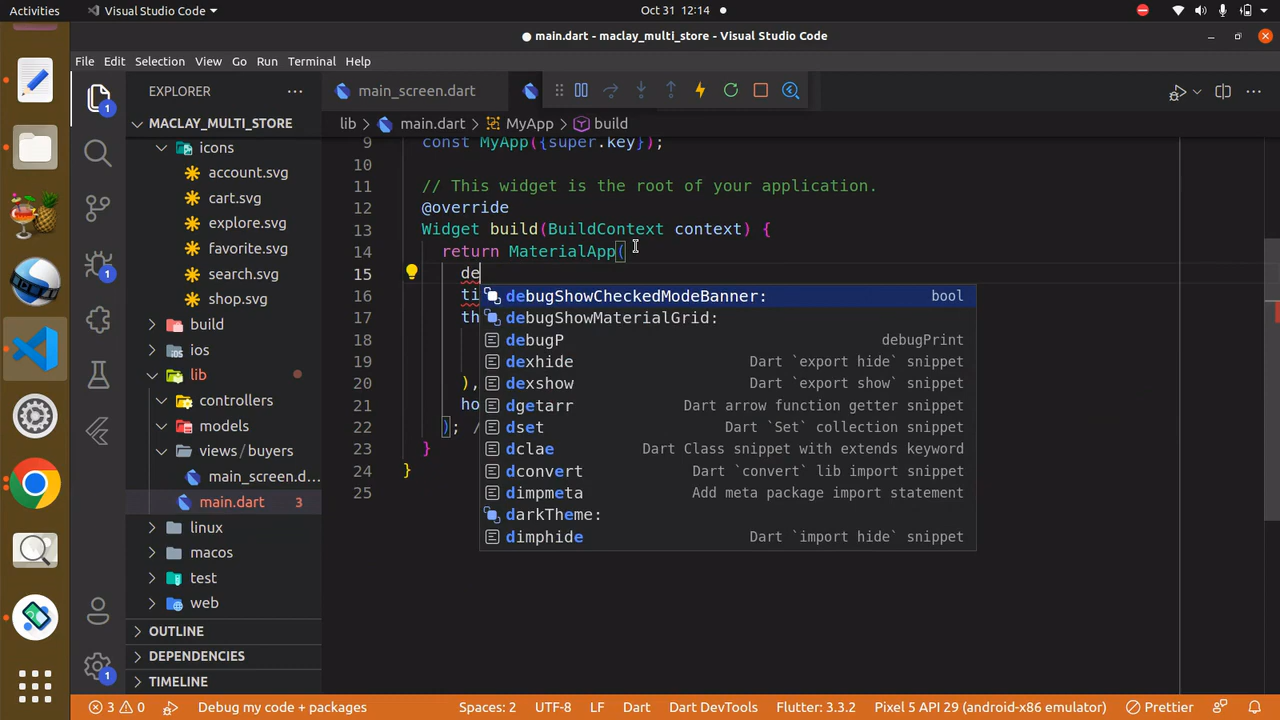 Activities
Visual Studio Code
Oct 31 12:14
main.dart - maclay_multi_store - Visual Studio Code
File Edit Selection View Go Run Terminal Help
EXPLORER
main_screen.dart
MACLAY_MULTI_STORE
icons
account.svg
cart.svg
explore.svg
favorite.svg
search.svg
shop.svg
build
ios
lib
controllers
models
views/buyers
main_screen.d...
main.dart 3
linux
macos
test
web
OUTLINE
DEPENDENCIES
TIMELINE
1
1
1
lib > main.dart > MyApp > build
9 const MyApp({super.key});
10
11 // This widget is the root of your application.
12 @override
13 Widget build(BuildContext context) {
14 return MaterialApp(
15 de
16 ti
17 th
18
19
20 ),
21 ho
22 ); /
23 }
24 }
25
debugShowCheckedModeBanner: bool
debugShowMaterialGrid:
debugP debugPrint
dexhide Dart `export hide` snippet
dexshow Dart `export show` snippet
dgetarr Dart arrow function getter snippet
dset Dart `Set` collection snippet
dclae Dart Class snippet with extends keyword
dconvert Dart `convert` lib import snippet
dimpmeta Add meta package import statement
darkTheme:
dimphide Dart `import hide` snippet
3 0 Debug my code + packages Spaces: 2 UTF-8 LF Dart Dart DevTools Flutter: 3.3.2 Pixel 5 API 29 (android-x86 emulator) Prettier